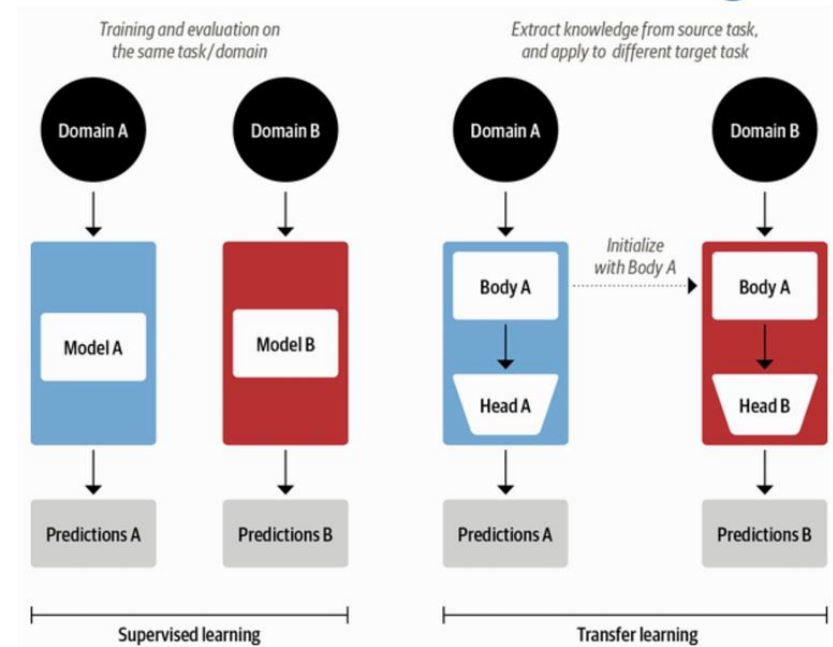 Training and evaluation on
the same task/domain
Extract knowledge from source task,
and apply to different target task
Domain A
Domain B
Domain A
Domain B
Initialize
with Body A
Model A
Model B
Body A
Body A
Head A
Head B
Predictions A
Predictions B
Predictions A
Predictions B
Supervised learning
Transfer learning